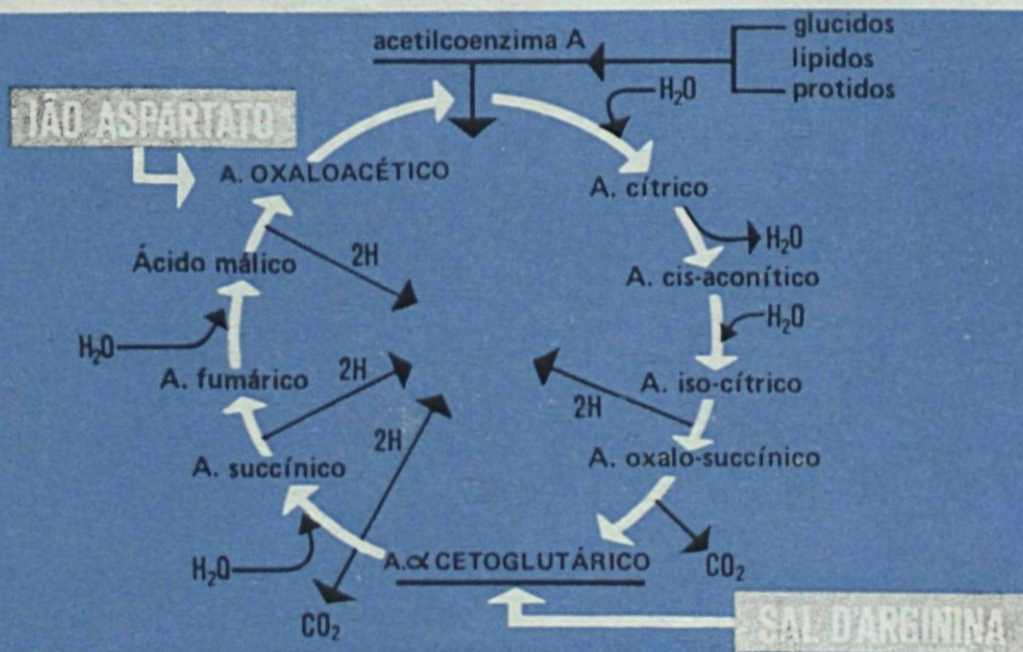 acetilcoenzima A
glucidos
lipidos
protidos
H₂O
IÃO ASPARTATO
A. OXALOACÉTICO
A. cítrico
H₂O
2H
Ácido málico
A. cis-aconítico
H₂O
H₂O
2H
A. fumárico
A. iso-cítrico
2H
2H
A. succínico
A. oxalo-succínico
H₂O
A.α CETOGLUTÁRICO
CO₂
CO₂
SAL D'ARGININA